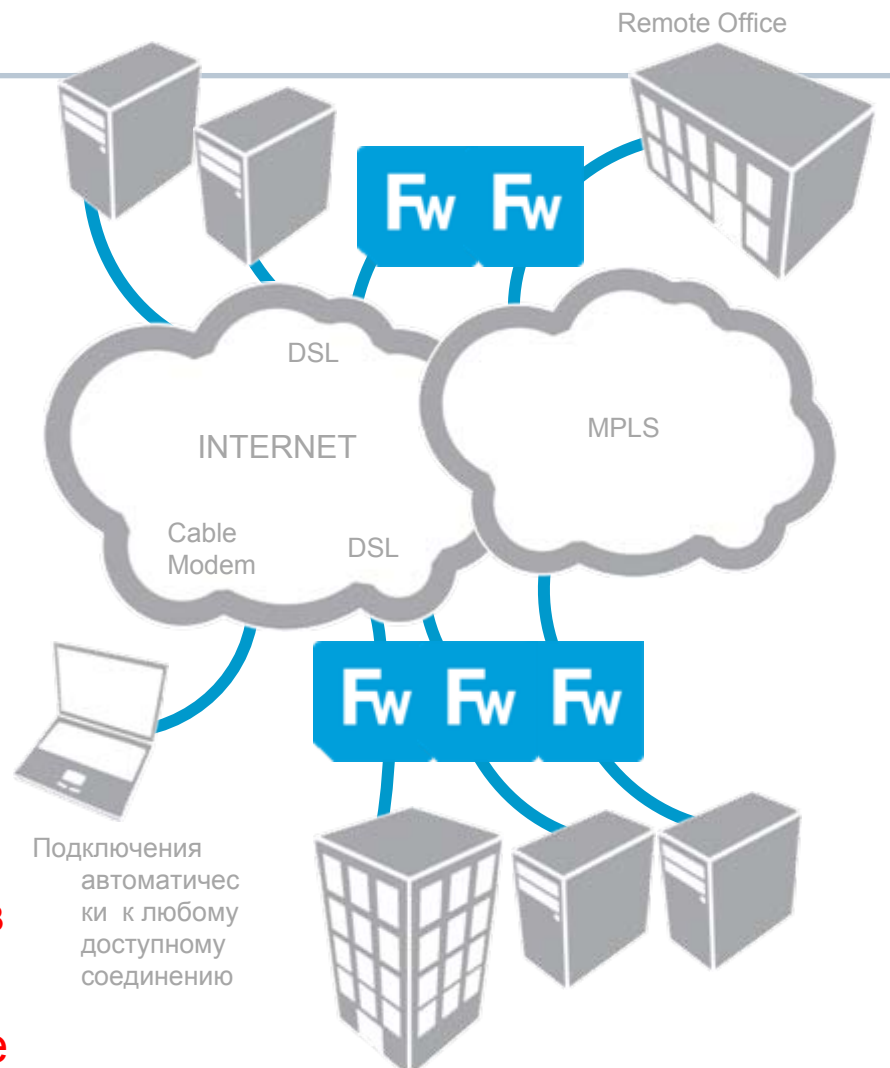 Remote Office
Fw Fw
DSL
INTERNET
MPLS
Cable
Modem
DSL
Fw Fw Fw
Подключения
автоматичес
ки к любому
доступному
соединению
в
е